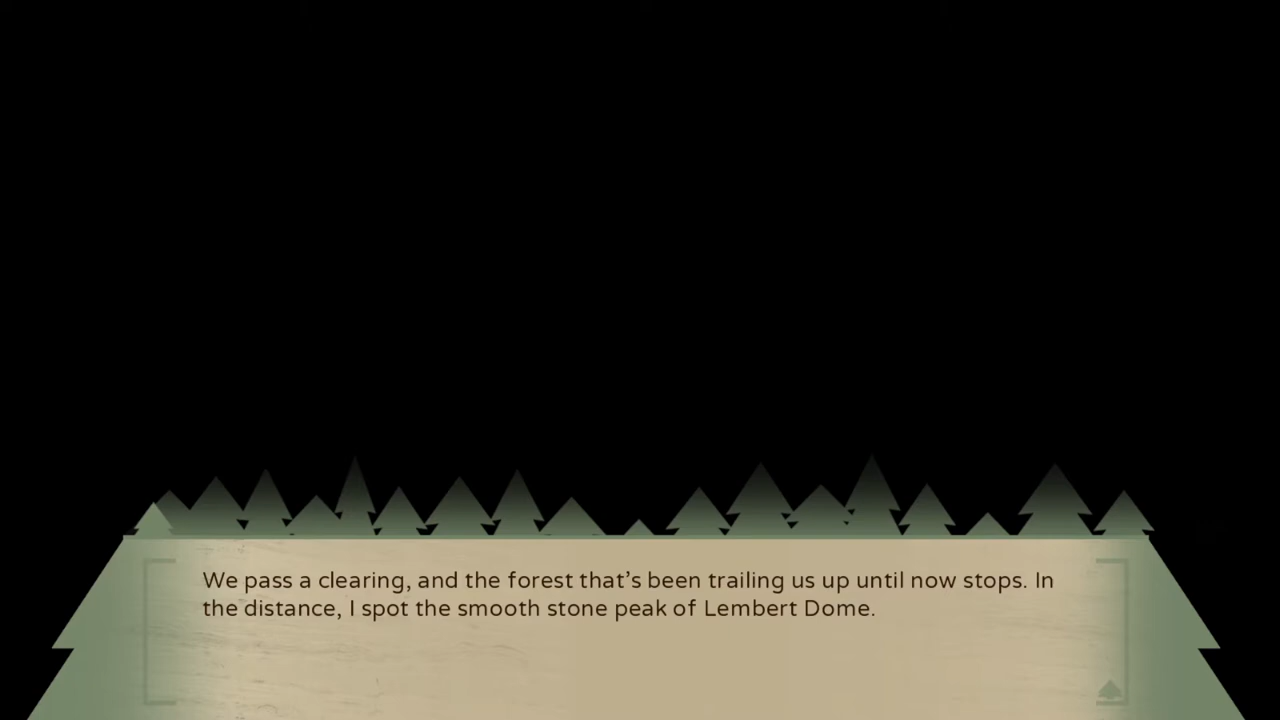 We pass a clearing, and the forest that's been trailing us up until now stops. In
the distance, I spot the smooth stone peak of Lembert Dome.